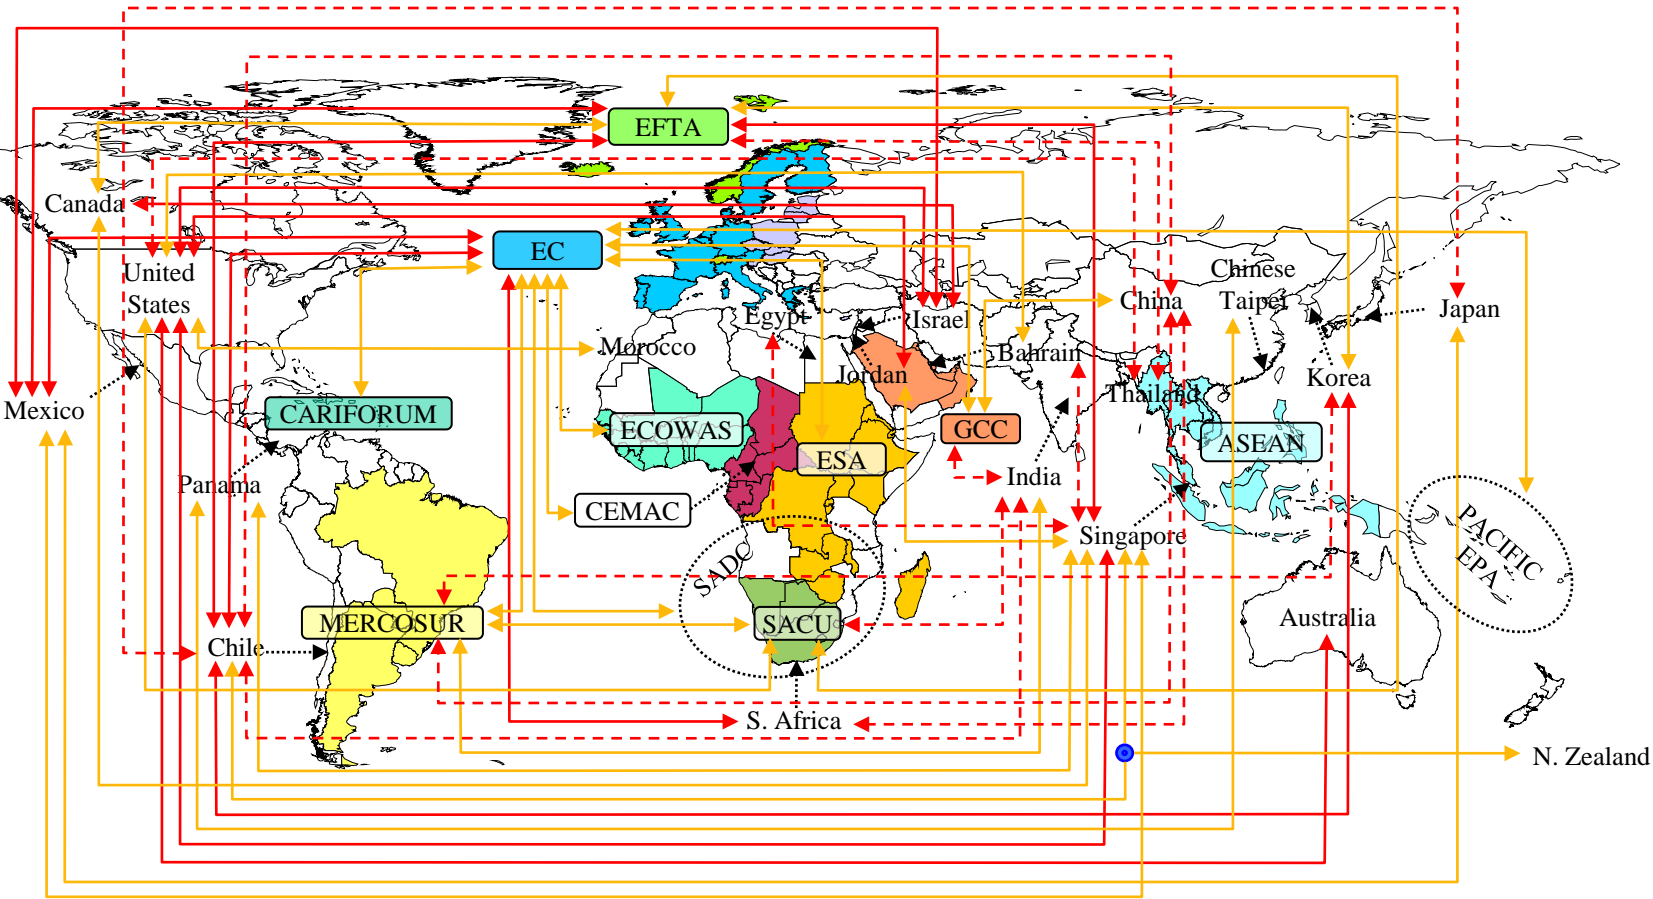 EFTA
Canada
EC
United
States
Chinese
Taipei
China
Japan
Egypt
Israel
Morocco
Bahrain
Jordan
Thailand
Korea
Mexico
CARIFORUM
ECOWAS
GCC
ASEAN
ESA
India
Panama
CEMAC
Singapore
PACIFIC
EPA
SADC
MERCOSUR
SACU
Australia
Chile
S. Africa
N. Zealand